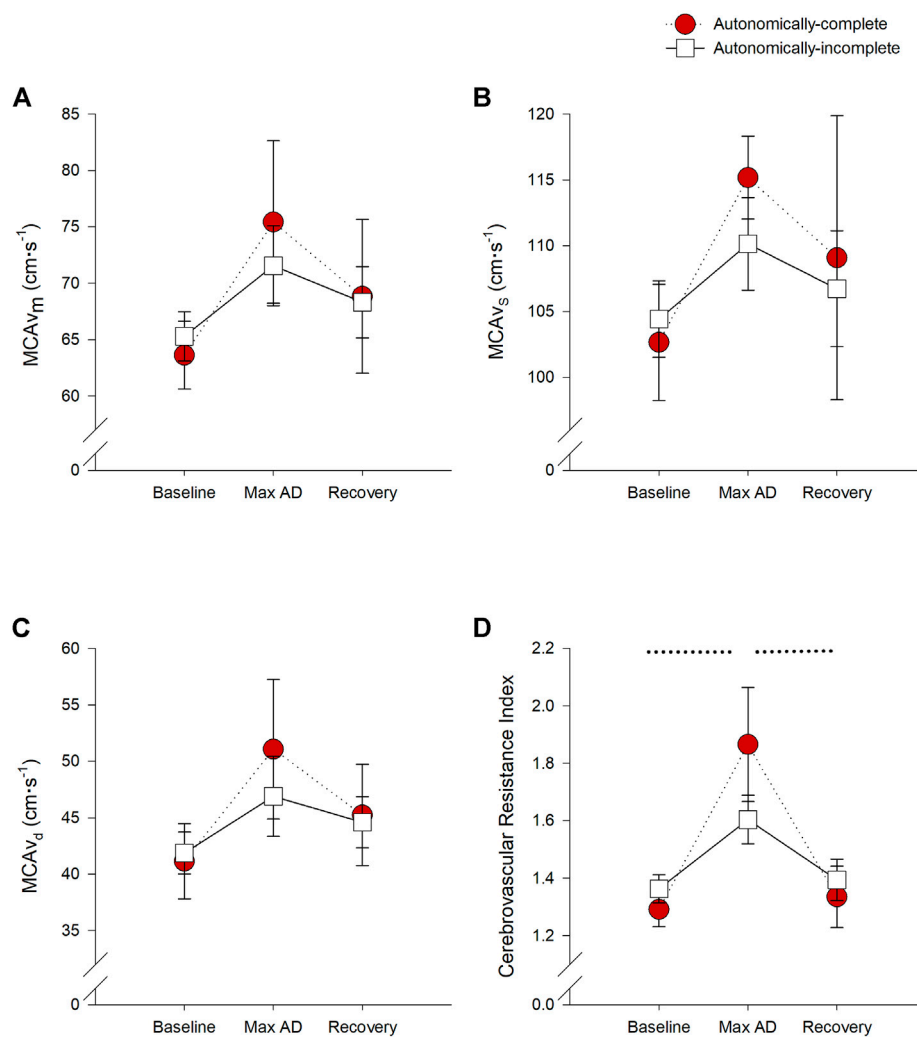 Autonomically-complete
Autonomically-incomplete
A
85
80
75
70
65
60
0
MCAvm (cm·s-1)
Baseline Max AD Recovery
B
120
115
110
105
100
0
MCAvs (cm·s-1)
Baseline Max AD Recovery
C
60
55
50
45
40
35
0
MCAvd (cm·s-1)
Baseline Max AD Recovery
D
2.2
2.0
1.8
1.6
1.4
1.2
0.0
Cerebrovascular Resistance Index
Baseline Max AD Recovery